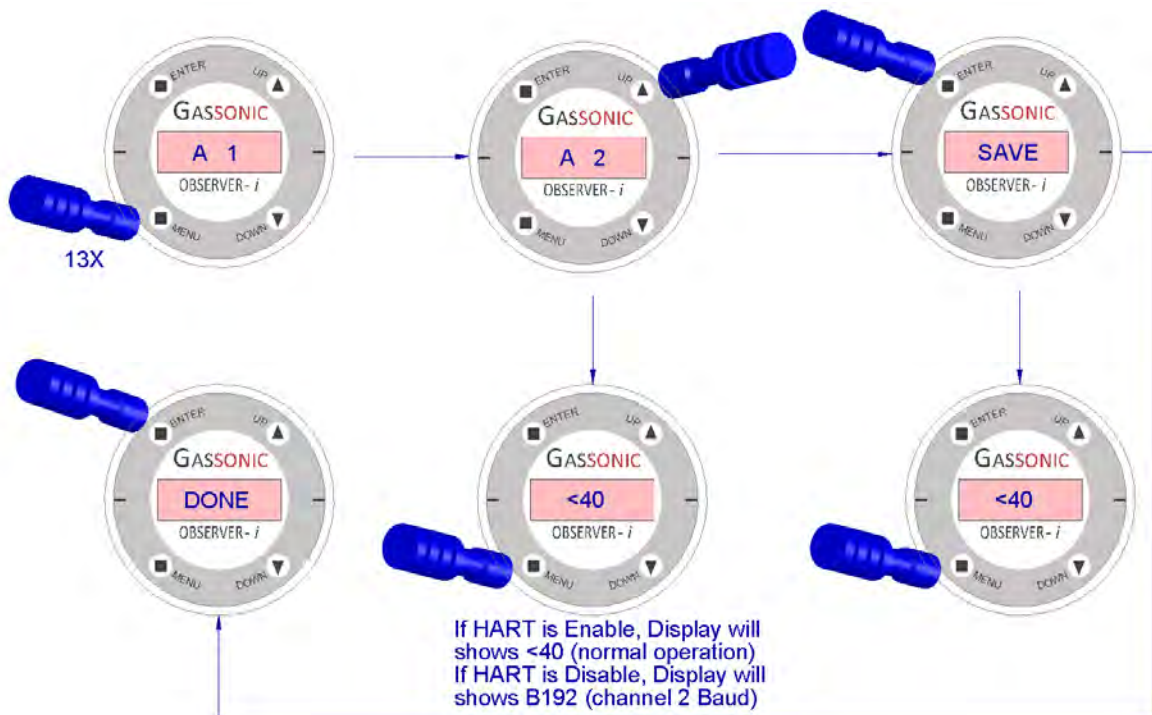 ENTER
UP
GASSONIC
A 1
OBSERVER- i
MENU
DOWN
13X
ENTER
UP
GASSONIC
A 2
OBSERVER- i
MENU
DOWN
ENTER
UP
GASSONIC
SAVE
OBSERVER- i
MENU
DOWN
ENTER
UP
GASSONIC
DONE
OBSERVER- i
MENU
DOWN
ENTER
UP
GASSONIC
<40
OBSERVER- i
MENU
DOWN
If HART is Enable, Display will
shows <40 (normal operation)
If HART is Disable, Display will
shows B192 (channel 2 Baud)
ENTER
UP
GASSONIC
<40
OBSERVER- i
MENU
DOWN